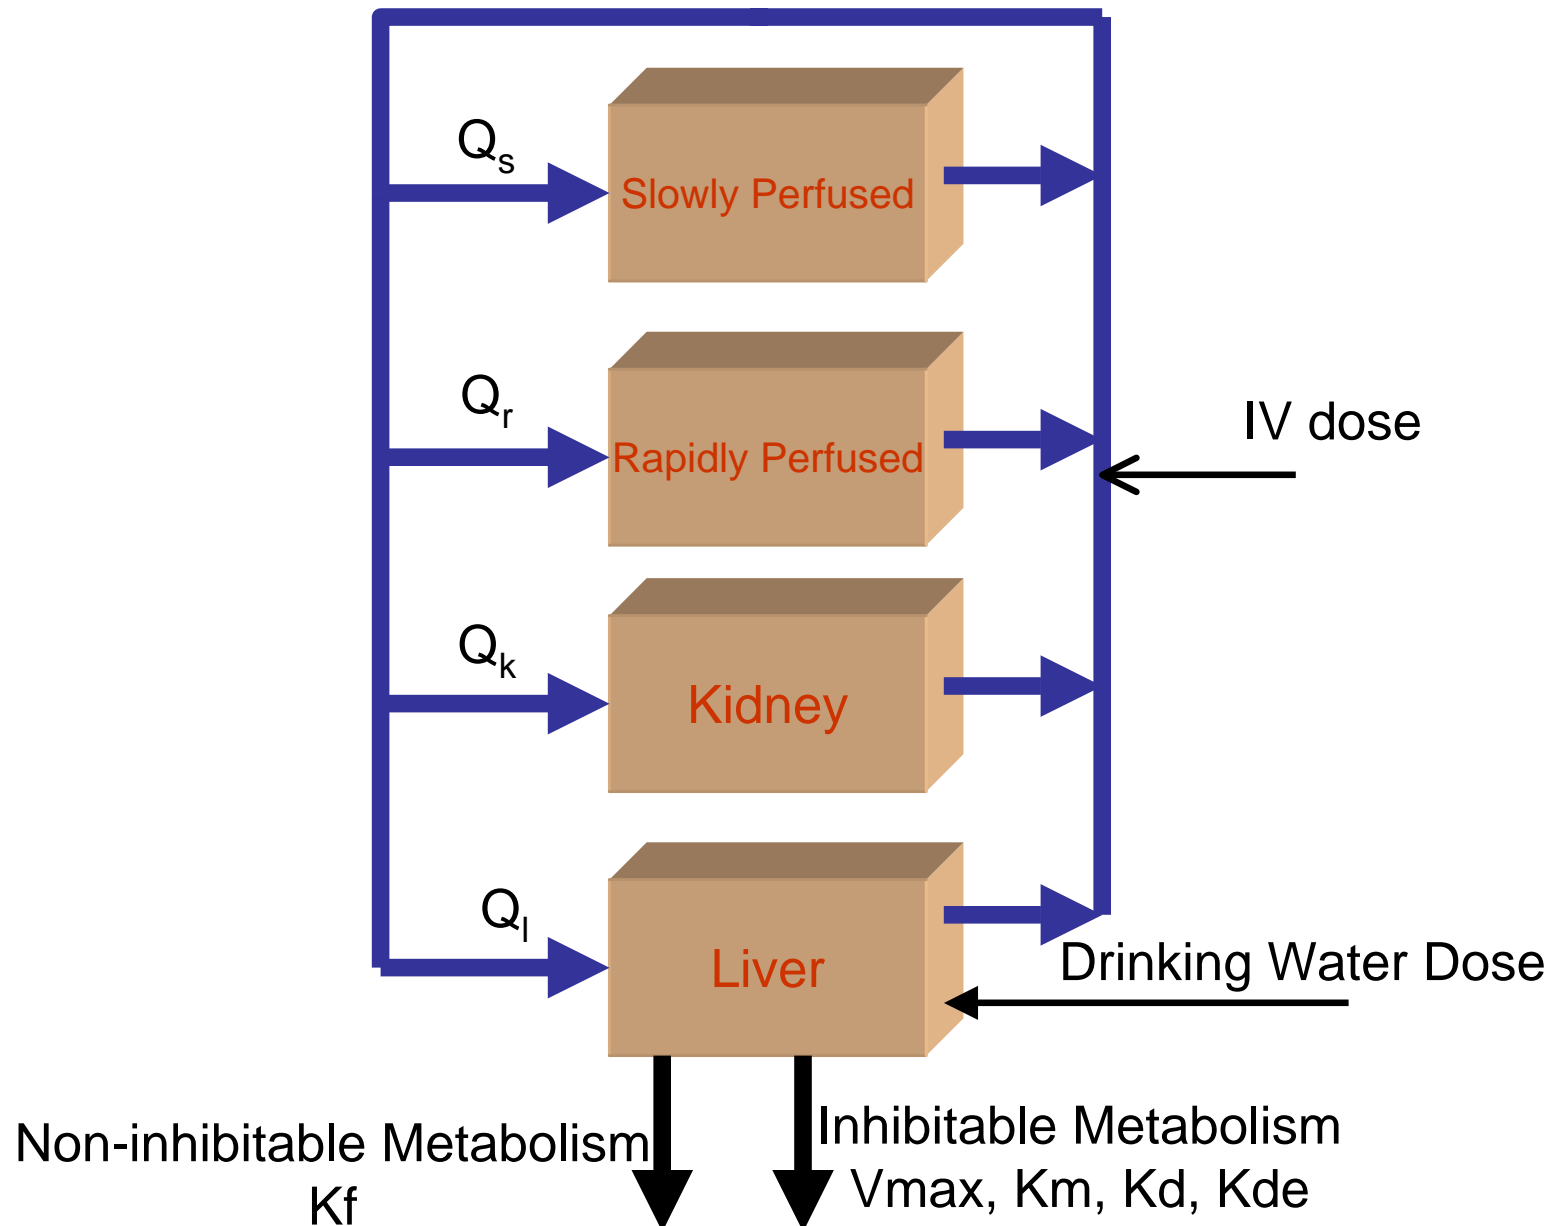 Qs
Slowly Perfused
Qr
IV dose
Rapidly Perfused
Qk
Kidney
Ql
Liver
Drinking Water Dose
Non-inhibitable Metabolism
Kf
Inhibitable Metabolism
Vmax, Km, Kd, Kde